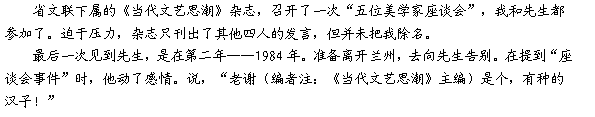 省文联下属的《当代文艺思潮》杂志，召开了一次“五位美学家座谈会”，我和先生都
参加了。迫于压力，杂志只刊出了其他四人的发言，但并未把我除名。
最后一次见到先生，是在第二年——1984 年。准备离开兰州，去向先生告别。在提到“座
谈会事件”时，他动了感情。说，“老谢（编者注：《当代文艺思潮》主编）是个，有种的
汉子！”